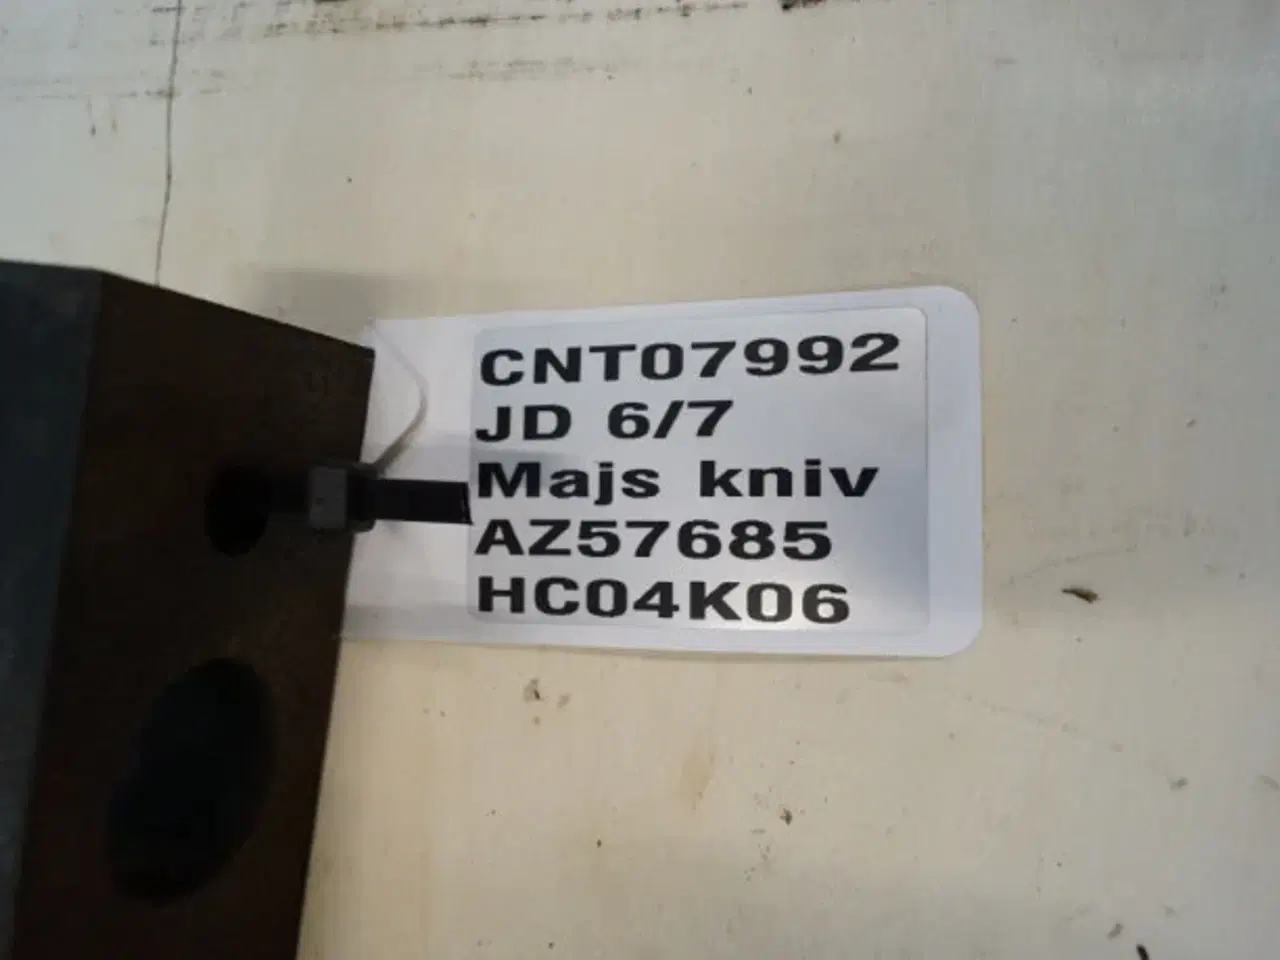 CNT07992
JD 6/7
Majs kniv
AZ57685
HC04K06